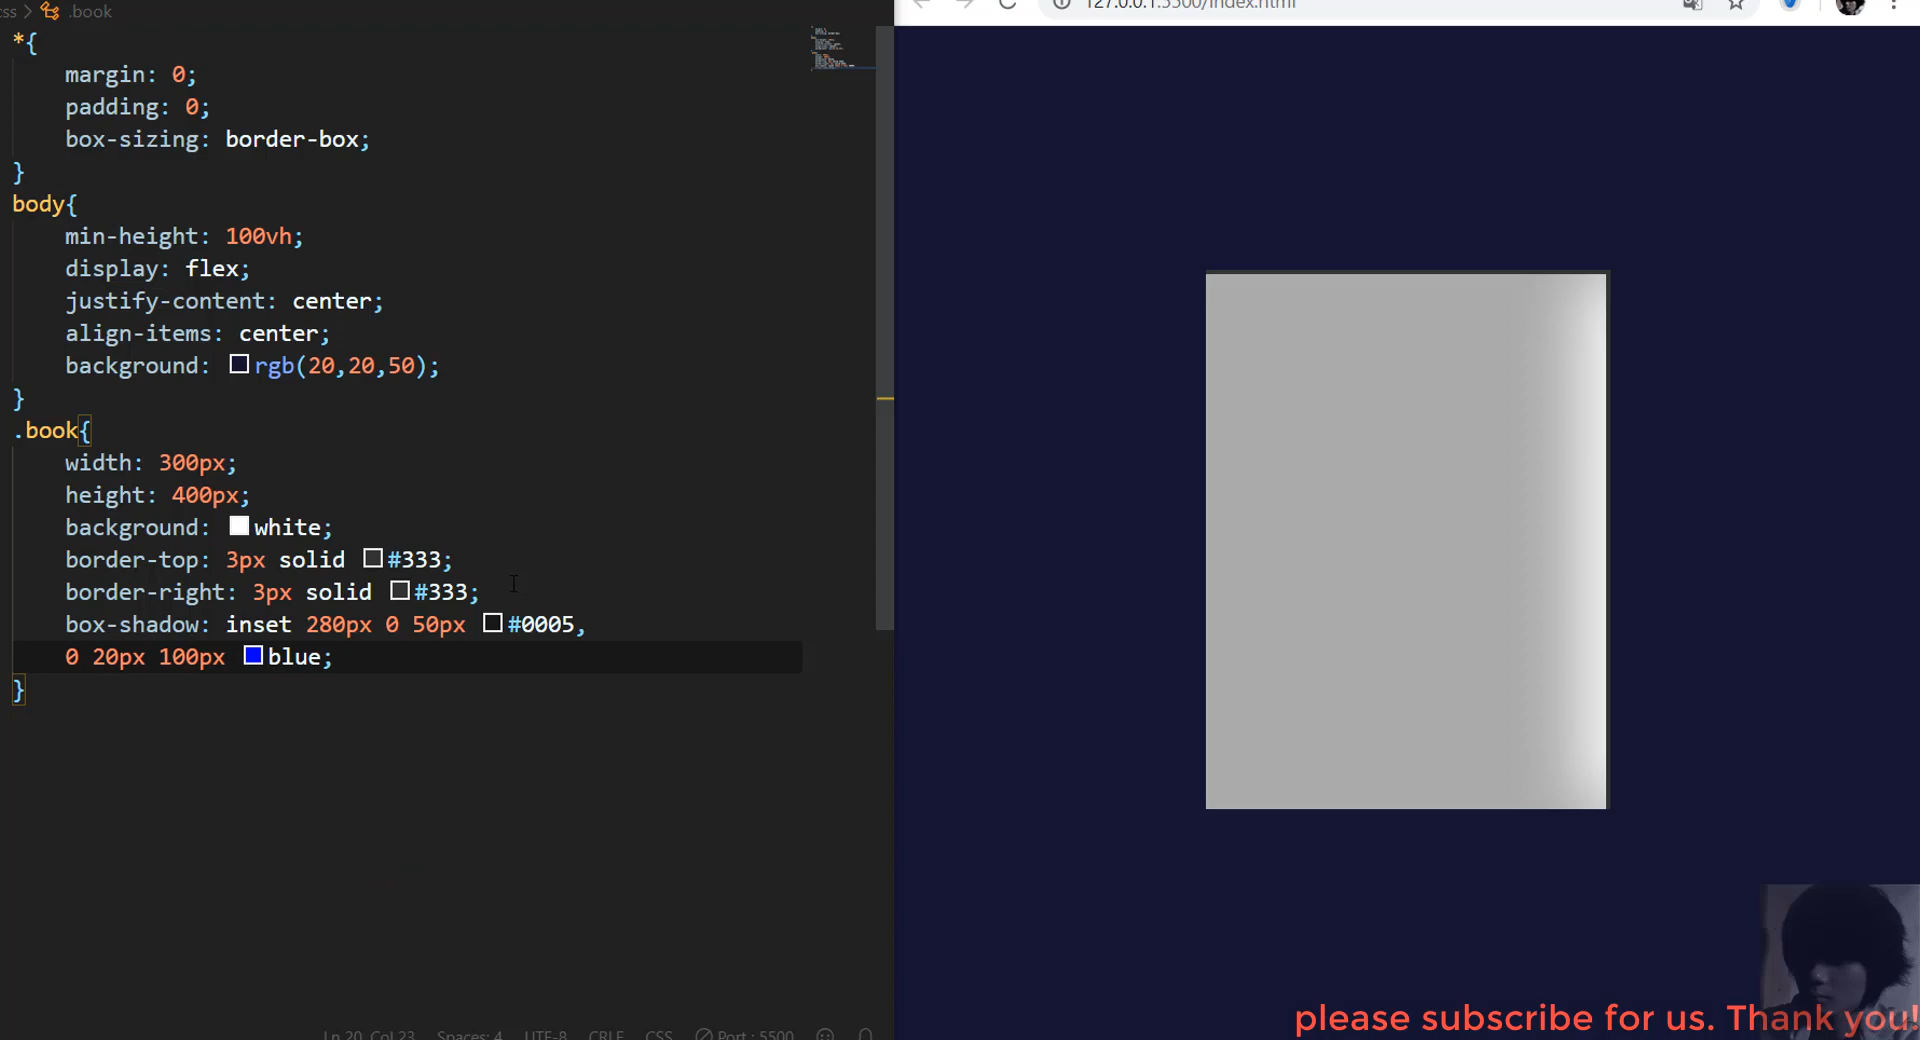 css > .book
*{
margin: 0;
padding: 0;
box-sizing: border-box;
}
body{
min-height: 100vh;
display: flex;
justify-content: center;
align-items: center;
background: rgb(20,20,50);
}
.book{
width: 300px;
height: 400px;
background: white;
border-top: 3px solid #333;
border-right: 3px solid #333;
box-shadow: inset 280px 0 50px #0005,
0 20px 100px blue;
}
Ln 20, Col 23 Spaces: 4 UTF-8 CRLF CSS Port : 5500
127.0.0.1:5500/index.html
please subscribe for us. Thank you!